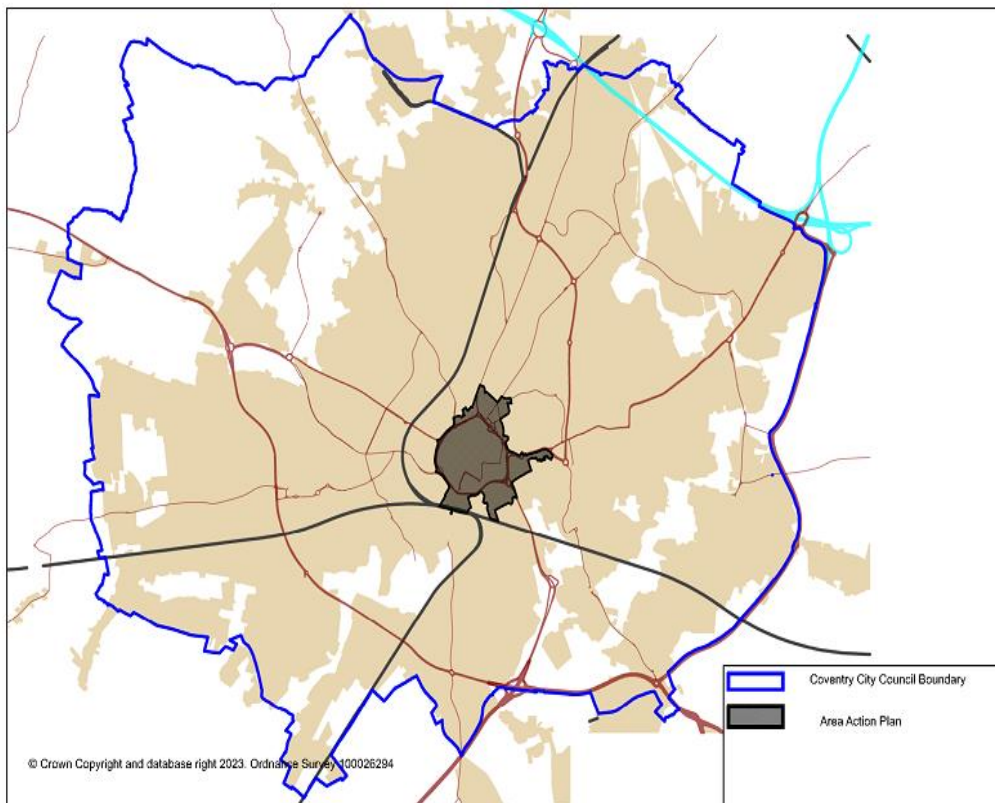 Coventry City Council Boundary
Area Action Plan
© Crown Copyright and database right 2023. Ordnance Survey 100026294